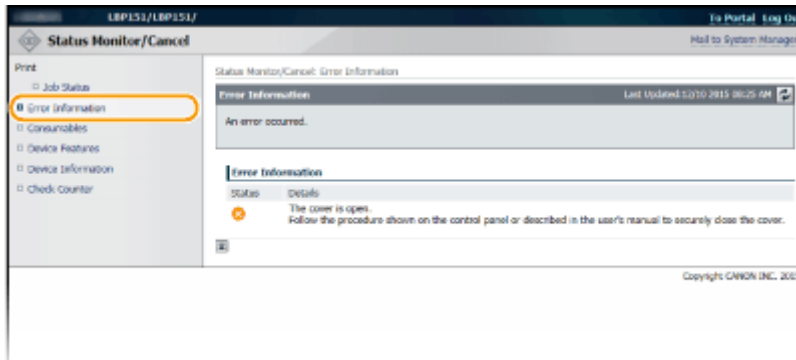 LBP151/LBP151/
To Portal Log Ou
Status Monitor/Cancel
Mail to System Manager
Print
Job Status
Error Information
Consumables
Device Features
Device Information
Check Counter
Status Monitor/Cancel: Error Information
Error Information
Last Updated:12/10 2015 08:25 AM
An error occurred.
Error Information
Status Details
The cover is open.
Follow the procedure shown on the control panel or described in the user's manual to securely close the cover.
Copyright CANON INC. 201